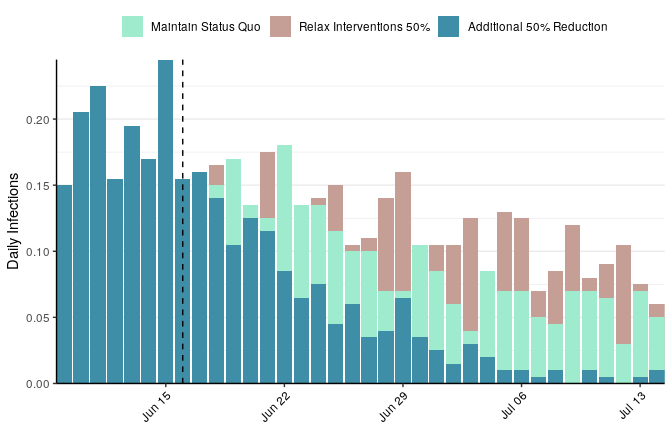 Maintain Status Quo Relax Interventions 50% Additional 50% Reduction
Daily Infections
0.20
0.15
0.10
0.05
0.00
Jun 15 Jun 22 Jun 29 Jul 06 Jul 13